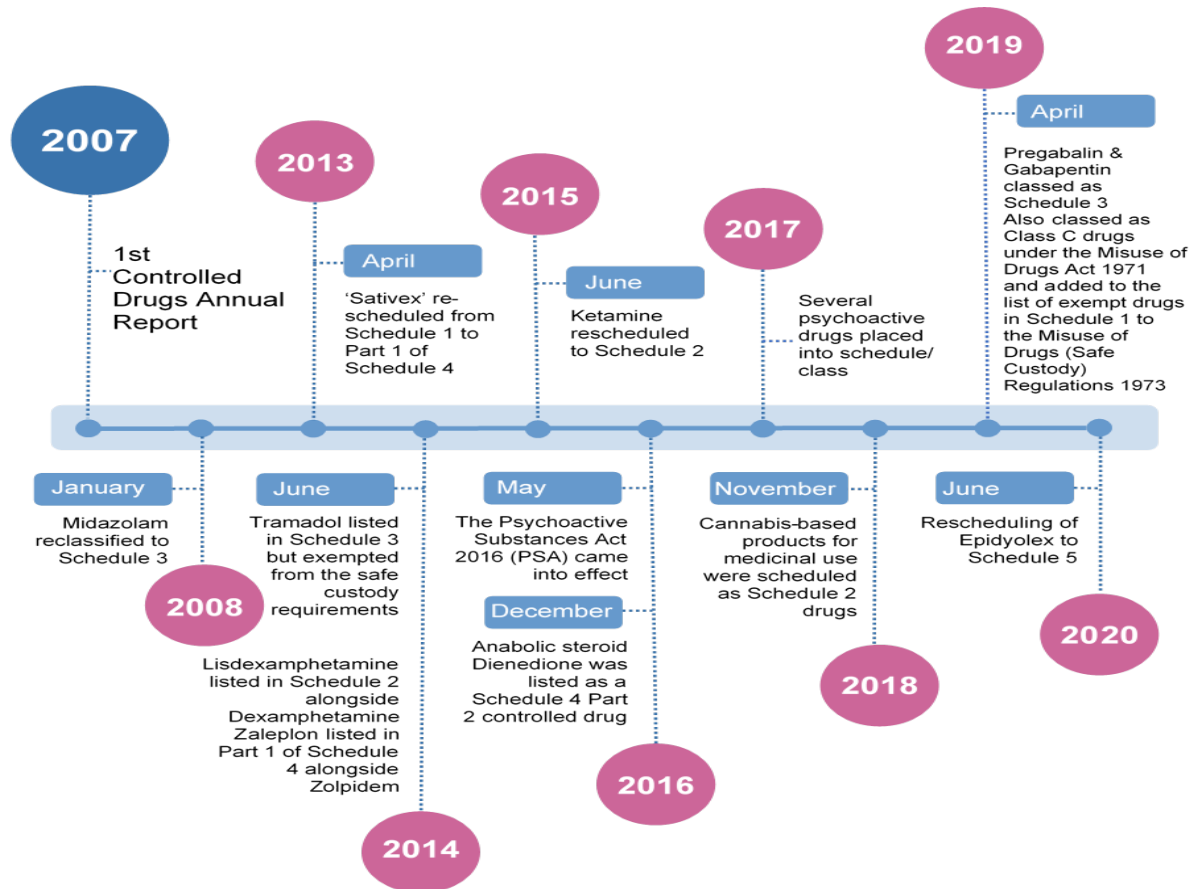 2007
1st
Controlled
Drugs Annual
Report
January
Midazolam
reclassified to
Schedule 3
2008
2013
April
‘Sativex’ re-
scheduled from
Schedule 1 to
Part 1 of
Schedule 4
June
Tramadol listed
in Schedule 3
but exempted
from the safe
custody
requirements
Lisdexamphetamine
listed in Schedule 2
alongside
Dexamphetamine
Zaleplon listed in
Part 1 of Schedule
4 alongside
Zolpidem
2014
2015
June
Ketamine
rescheduled
to Schedule 2
May
The Psychoactive
Substances Act
2016 (PSA) came
into effect
December
Anabolic steroid
Dienedione was
listed as a
Schedule 4 Part
2 controlled drug
2016
2017
Several
psychoactive
drugs placed
into schedule/
class
November
Cannabis-based
products for
medicinal use
were scheduled
as Schedule 2
drugs
2018
2019
April
Pregabalin &
Gabapentin
classed as
Schedule 3
Also classed as
Class C drugs
under the Misuse of
Drugs Act 1971
and added to the
list of exempt drugs
in Schedule 1 to
the Misuse of
Drugs (Safe
Custody)
Regulations 1973
June
Rescheduling of
Epidyolex to
Schedule 5
2020